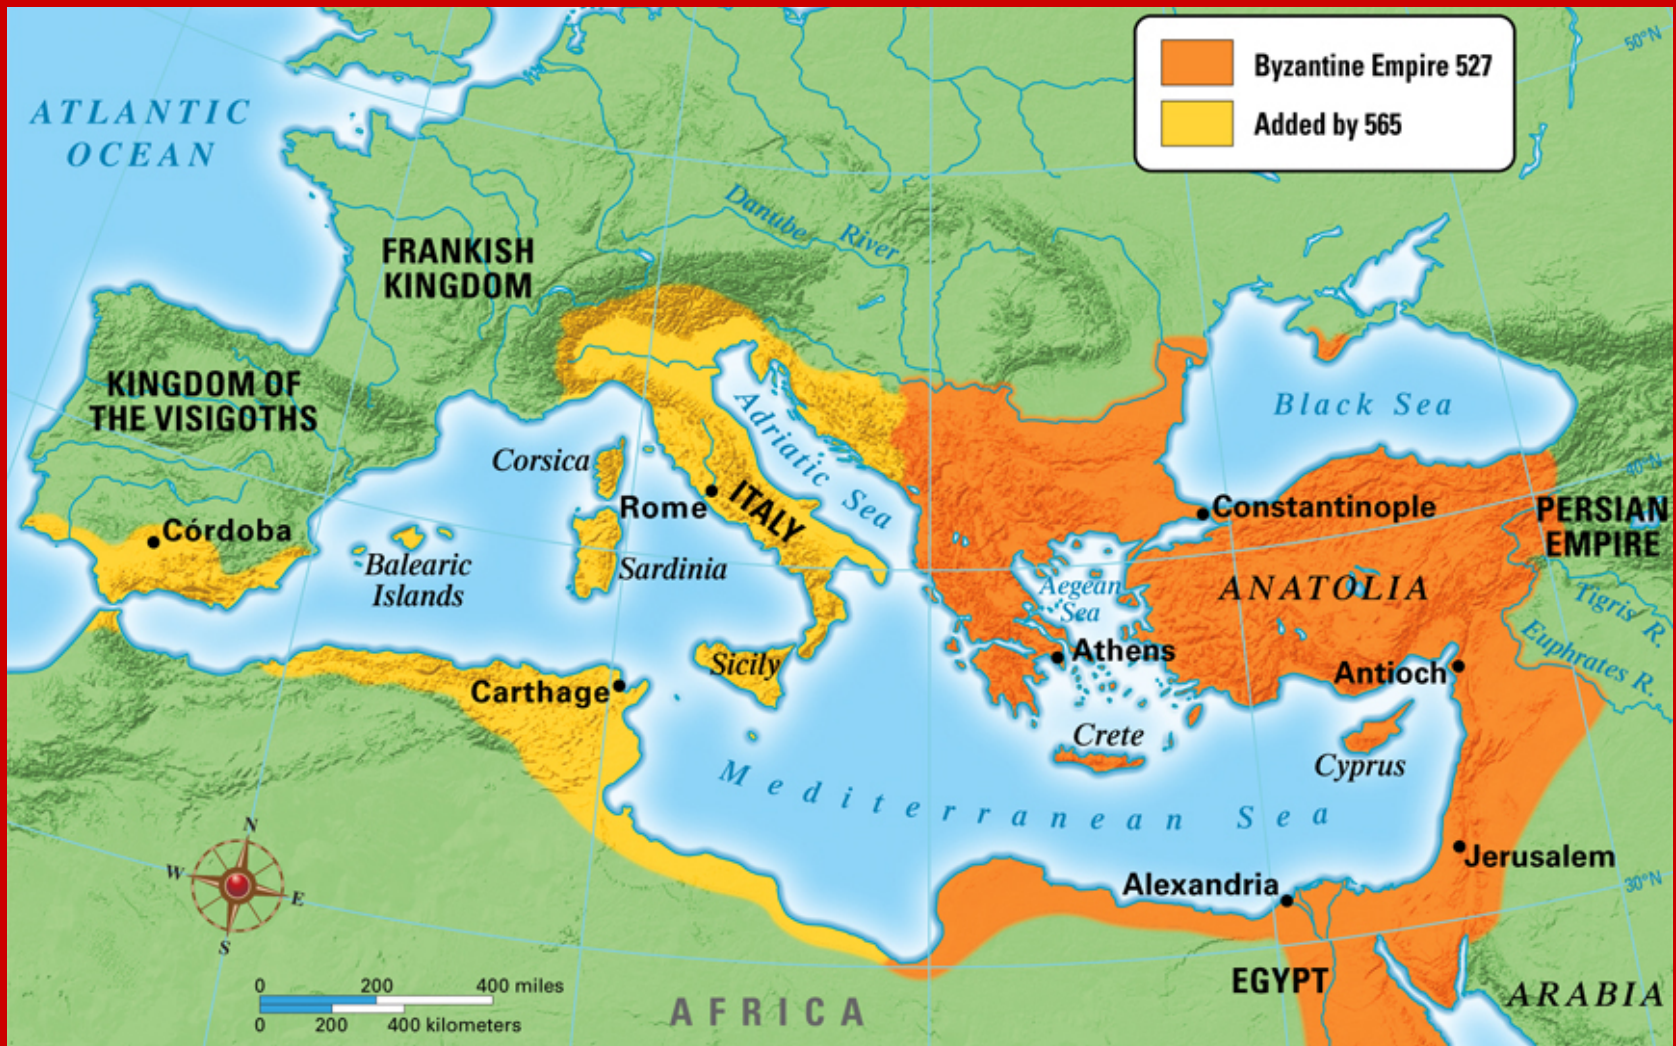 Byzantine Empire 527
Added by 565
50°N
ATLANTIC
OCEAN
Danube River
FRANKISH
KINGDOM
KINGDOM OF
THE VISIGOTHS
Black Sea
Adriatic Sea
Corsica
40°N
Rome
ITALY
Constantinople
PERSIAN
EMPIRE
Córdoba
Balearic
Islands
Sardinia
Aegean
Sea
ANATOLIA
Tigris R.
Euphrates R.
Athens
Sicily
Antioch
Carthage
Crete
Cyprus
Mediterranean Sea
N
W
E
S
Jerusalem
Alexandria
30°N
EGYPT
ARABIA
AFRICA
0 200 400 miles
0 200 400 kilometers